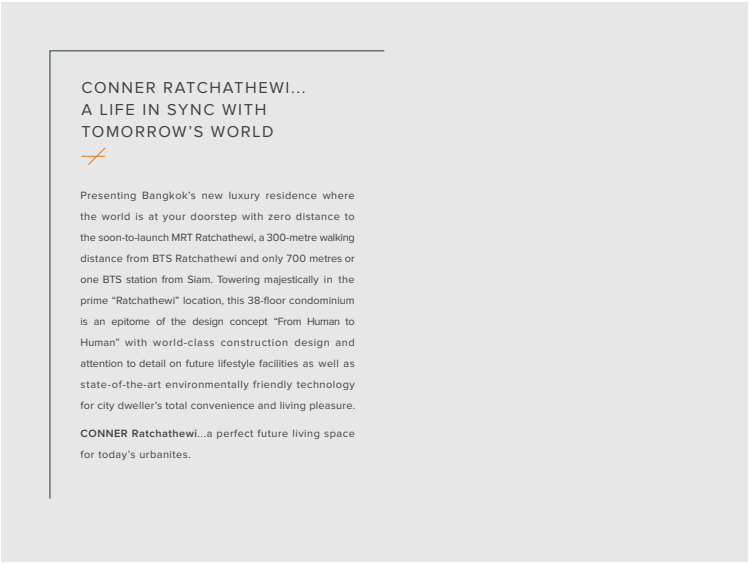 CONNER RATCHATHEWI...
A LIFE IN SYNC WITH
TOMORROW'S WORLD
Presenting Bangkok's new luxury residence where
the world is at your doorstep with zero distance to
the soon-to-launch MRT Ratchathewi, a 300-metre walking
distance from BTS Ratchathewi and only 700 metres or
one BTS station from Siam. Towering majestically in the
prime “Ratchathewi” location, this 38-floor condominium
is an epitome of the design concept “From Human to
Human” with world-class construction design and
attention to detail on future lifestyle facilities as well as
state-of-the-art environmentally friendly technology
for city dweller's total convenience and living pleasure.
CONNER Ratchathewi...a perfect future living space
for today's urbanites.